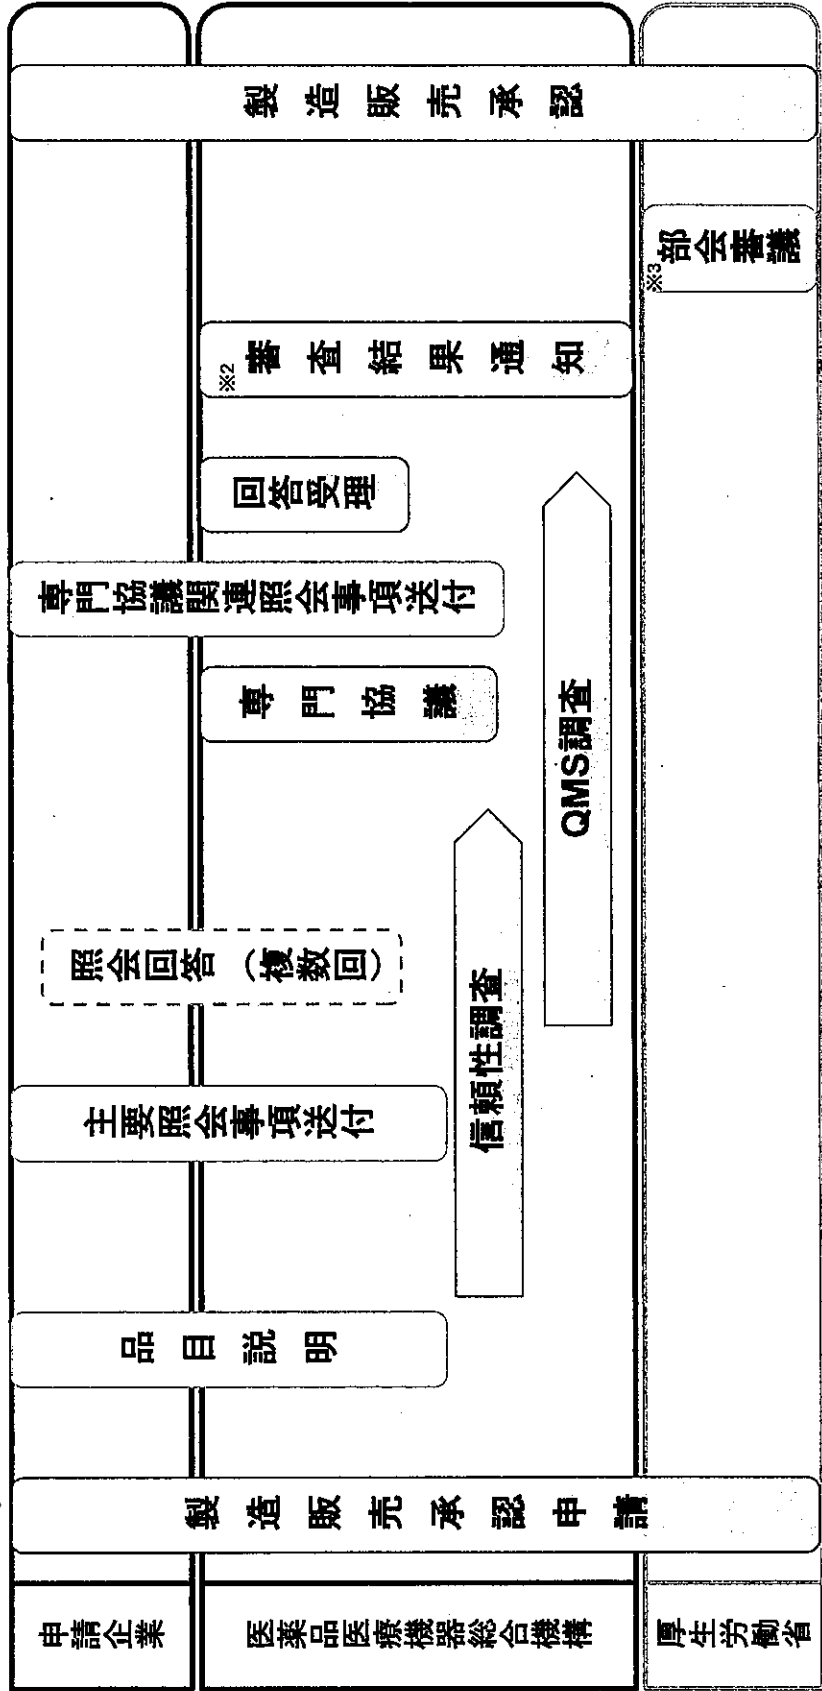 申請企業
医薬品医療機器総合機構
厚生労働省
製造販売承認申請
品目説明
主要照会事項送付
照会回答（複数回）
信頼性調査
QMS調査
専門協議
専門協議関連照会事項送付
回答受理
※2
審査結果通知
※3
部会審議
製造販売承認